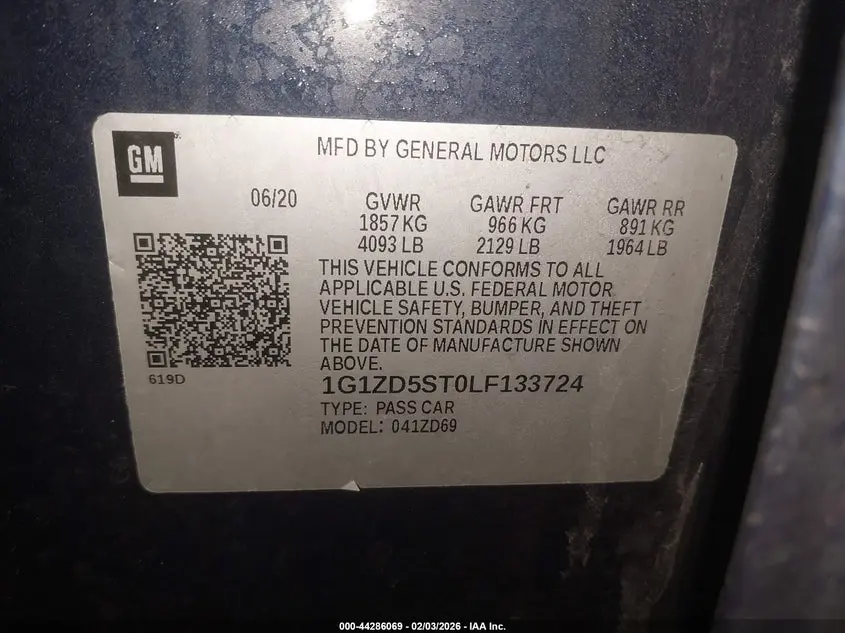 GM
MFD BY GENERAL MOTORS LLC
06/20
GVWR GAWR FRT GAWR RR
1857 KG 966 KG 891 KG
4093 LB 2129 LB 1964 LB
THIS VEHICLE CONFORMS TO ALL
APPLICABLE U.S. FEDERAL MOTOR
VEHICLE SAFETY, BUMPER, AND THEFT
PREVENTION STANDARDS IN EFFECT ON
THE DATE OF MANUFACTURE SHOWN
ABOVE.
619D
1G1ZD5ST0LF133724
TYPE: PASS CAR
MODEL: 041ZD69
000-44286069 - 02/03/2026 - IAA Inc.